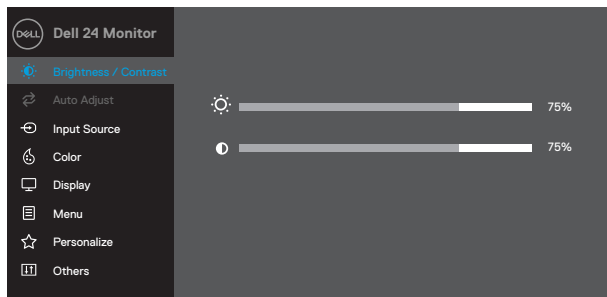 DELL Dell 24 Monitor
Brightness / Contrast
Auto Adjust
Input Source
Color
Display
Menu
Personalize
Others
75%
75%